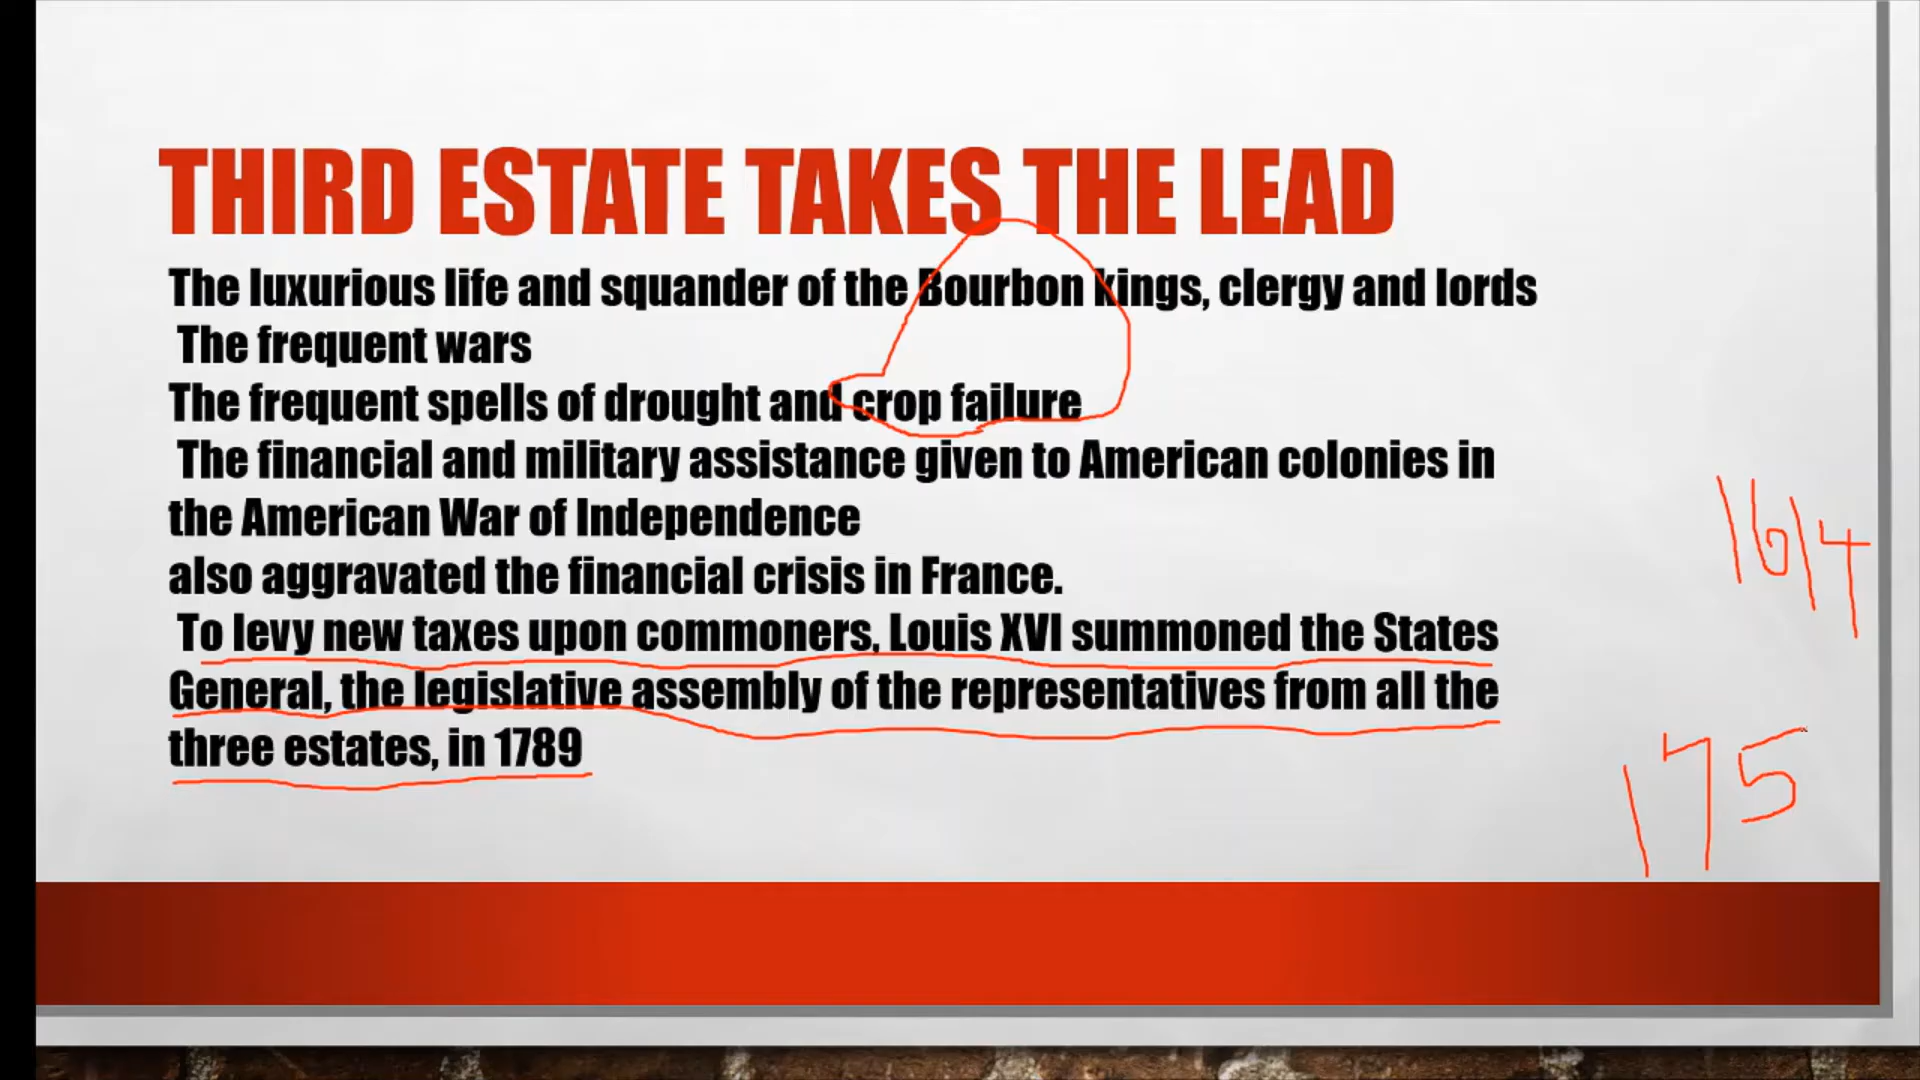 THIRD ESTATE TAKES THE LEAD
The luxurious life and squander of the Bourbon kings, clergy and lords
The frequent wars
The frequent spells of drought and crop failure
The financial and military assistance given to American colonies in
the American War of Independence
also aggravated the financial crisis in France.
To levy new taxes upon commoners, Louis XVI summoned the States
General, the legislative assembly of the representatives from all the
three estates, in 1789
1614
175